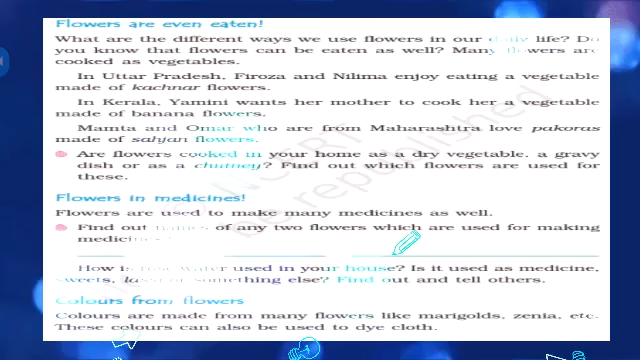 Flowers are even eaten!
What are the different ways we use flowers in our daily life? Do
you know that flowers can be eaten as well? Many flowers are
cooked as vegetables.
In Uttar Pradesh, Firoza and Nilima enjoy eating a vegetable
made of kachnar flowers.
In Kerala, Yamini wants her mother to cook her a vegetable
made of banana flowers.
Mamta and Omar who are from Maharashtra love pakoras
made of sahjan flowers.
Are flowers cooked in your home as a dry vegetable, a gravy
dish or as a chutney? Find out which flowers are used for
these.
Flowers in medicines!
Flowers are used to make many medicines as well.
Find out names of any two flowers which are used for making
medicines.
How is rose water used in your house? Is it used as medicine,
sweets, lassi or something else? Find out and tell others.
Colours from flowers
Colours are made from many flowers like marigolds, zenia, etc.
These colours can also be used to dye cloth.
be republished